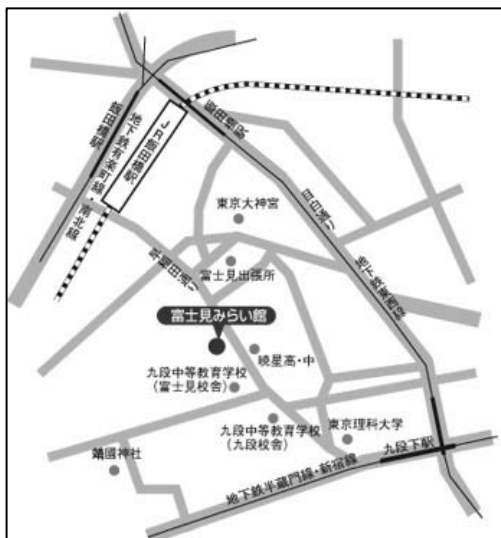 飯田橋駅
地下鉄有楽町線・南北線
JR飯田橋駅
飯田橋駅
目白通り
地下鉄東西線
東京大神宮
早稲田通り
富士見出張所
富士見みらい館
暁星高・中
九段中等教育学校
(富士見校舎)
九段中等教育学校
(九段校舎)
東京理科大学
九段下駅
靖國神社
地下鉄半蔵門線・新宿線